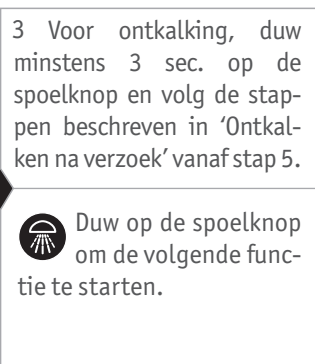 3 Voor ontkalking, duw
minstens 3 sec. op de
spoelknop en volg de stap-
pen beschreven in ‘Ontkal-
ken na verzoek’ vanaf stap 5.
Duw op de spoelknop
om de volgende func-
tie te starten.